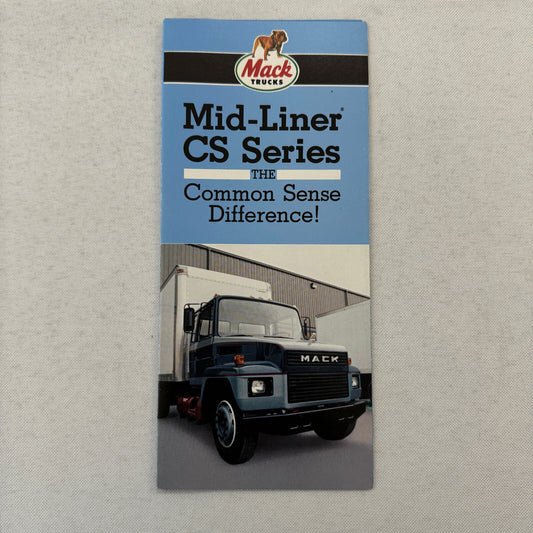 Mack
TRUCKS
Mid-Liner®
CS Series
THE
Common Sense
Difference!
MACK